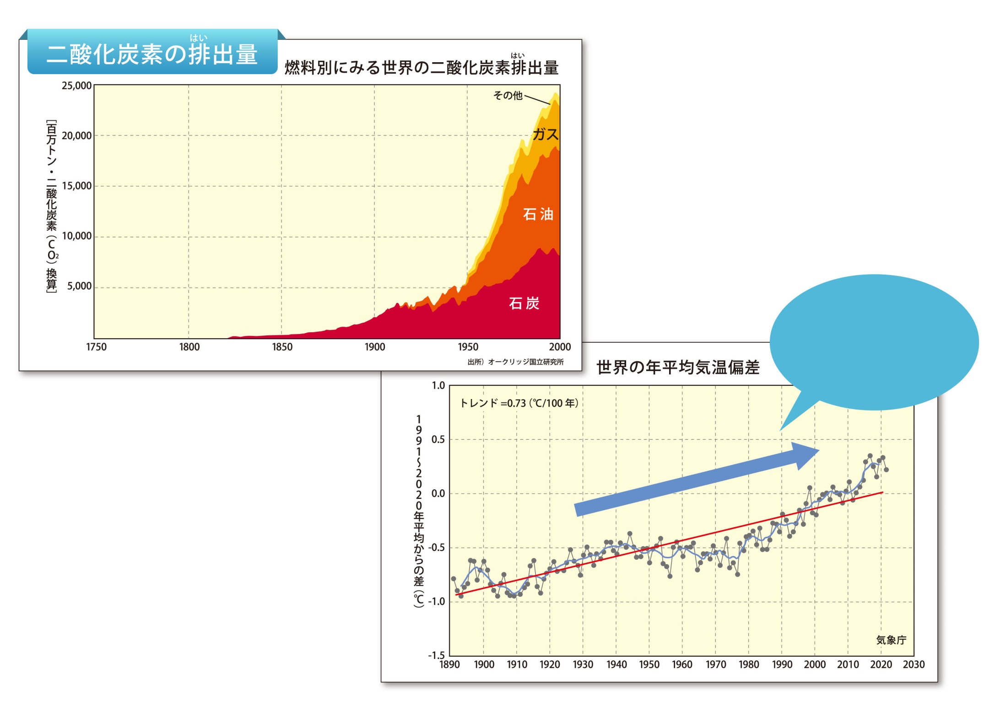 二酸化炭素の排出量
はい
燃料別にみる世界の二酸化炭素排出量
はい
[百万トン・二酸化炭素（CO₂）換算]
25,000
20,000
15,000
10,000
5,000
その他
ガス
石油
石炭
1750 1800 1850 1900 1950 2000
出所）オークリッジ国立研究所
世界の年平均気温偏差
トレンド=0.73（℃/100年）
1991〜2020年平均からの差（℃）
1.0
0.5
0.0
-0.5
-1.0
-1.5
気象庁
1890 1900 1910 1920 1930 1940 1950 1960 1970 1980 1990 2000 2010 2020 2030